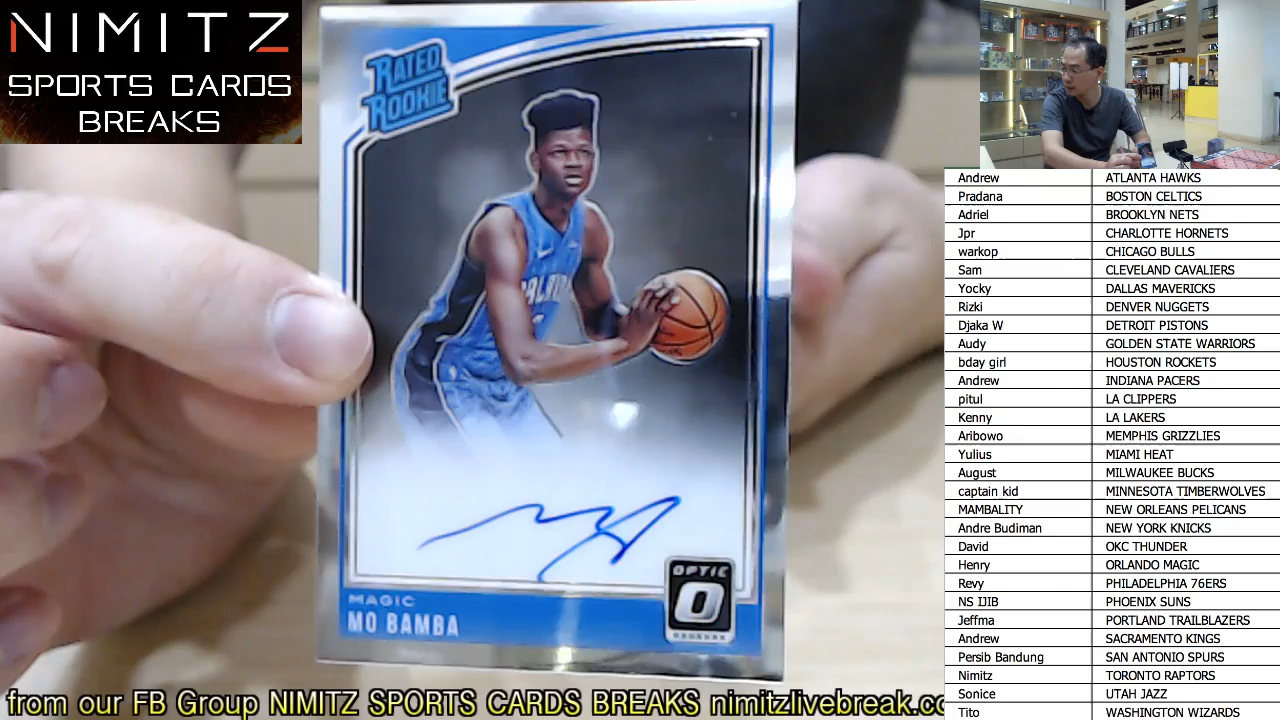 NIMITZ
SPORTS CARDS
BREAKS
RATED
ROOKIE
OPTIC
MAGIC
MO BAMBA
Andrew ATLANTA HAWKS
Pradana BOSTON CELTICS
Adriel BROOKLYN NETS
Jpr CHARLOTTE HORNETS
warkop CHICAGO BULLS
Sam CLEVELAND CAVALIERS
Yocky DALLAS MAVERICKS
Rizki DENVER NUGGETS
Djaka W DETROIT PISTONS
Audy GOLDEN STATE WARRIORS
bday girl HOUSTON ROCKETS
Andrew INDIANA PACERS
pitul LA CLIPPERS
Kenny LA LAKERS
Aribowo MEMPHIS GRIZZLIES
Yulius MIAMI HEAT
August MILWAUKEE BUCKS
captain kid MINNESOTA TIMBERWOLVES
MAMBALITY NEW ORLEANS PELICANS
Andre Budiman NEW YORK KNICKS
David OKC THUNDER
Henry ORLANDO MAGIC
Revy PHILADELPHIA 76ERS
NS IJIB PHOENIX SUNS
Jeffma PORTLAND TRAILBLAZERS
Andrew SACRAMENTO KINGS
Persib Bandung SAN ANTONIO SPURS
Nimitz TORONTO RAPTORS
Sonice UTAH JAZZ
Tito WASHINGTON WIZARDS
from our FB Group NIMITZ SPORTS CARDS BREAKS nimitzlivebreak.co